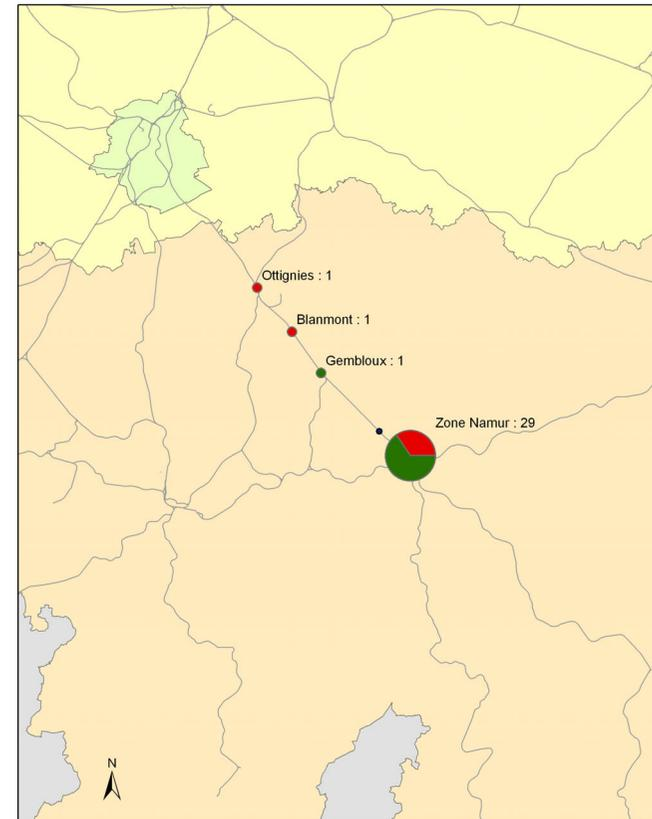 Ottignies : 1
Blanmont : 1
Gembloux : 1
Zone Namur : 29
N